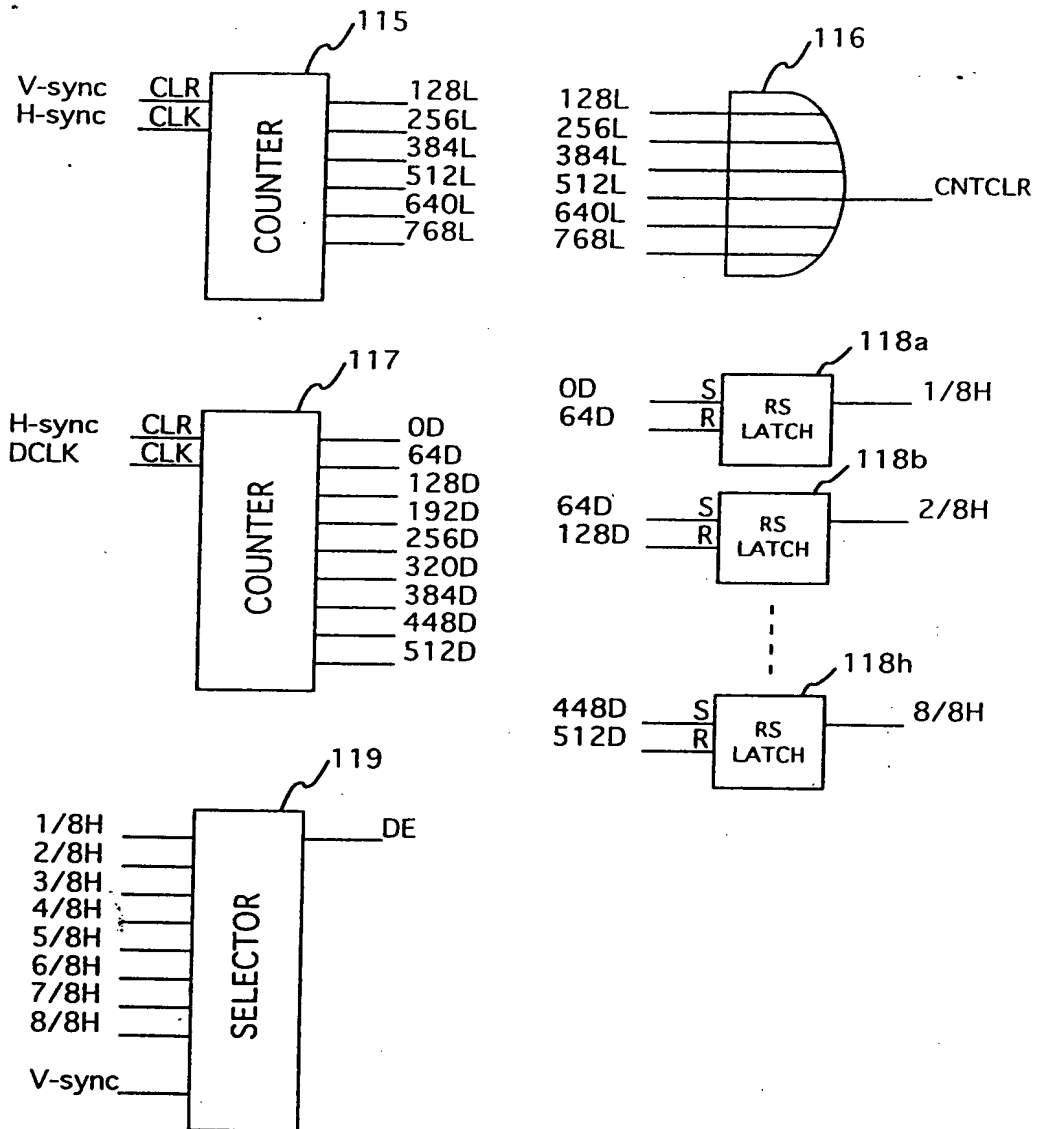 115
V-sync CLR
H-sync CLK
COUNTER
128L
256L
384L
512L
640L
768L
116
128L
256L
384L
512L
640L
768L
CNTCLR
117
H-sync CLR
DCLK CLK
COUNTER
0D
64D
128D
192D
256D
320D
384D
448D
512D
118a
0D S
64D R
RS
LATCH
1/8H
118b
64D S
128D R
RS
LATCH
2/8H
118h
448D S
512D R
RS
LATCH
8/8H
119
1/8H
2/8H
3/8H
4/8H
5/8H
6/8H
7/8H
8/8H
V-sync
SELECTOR
DE